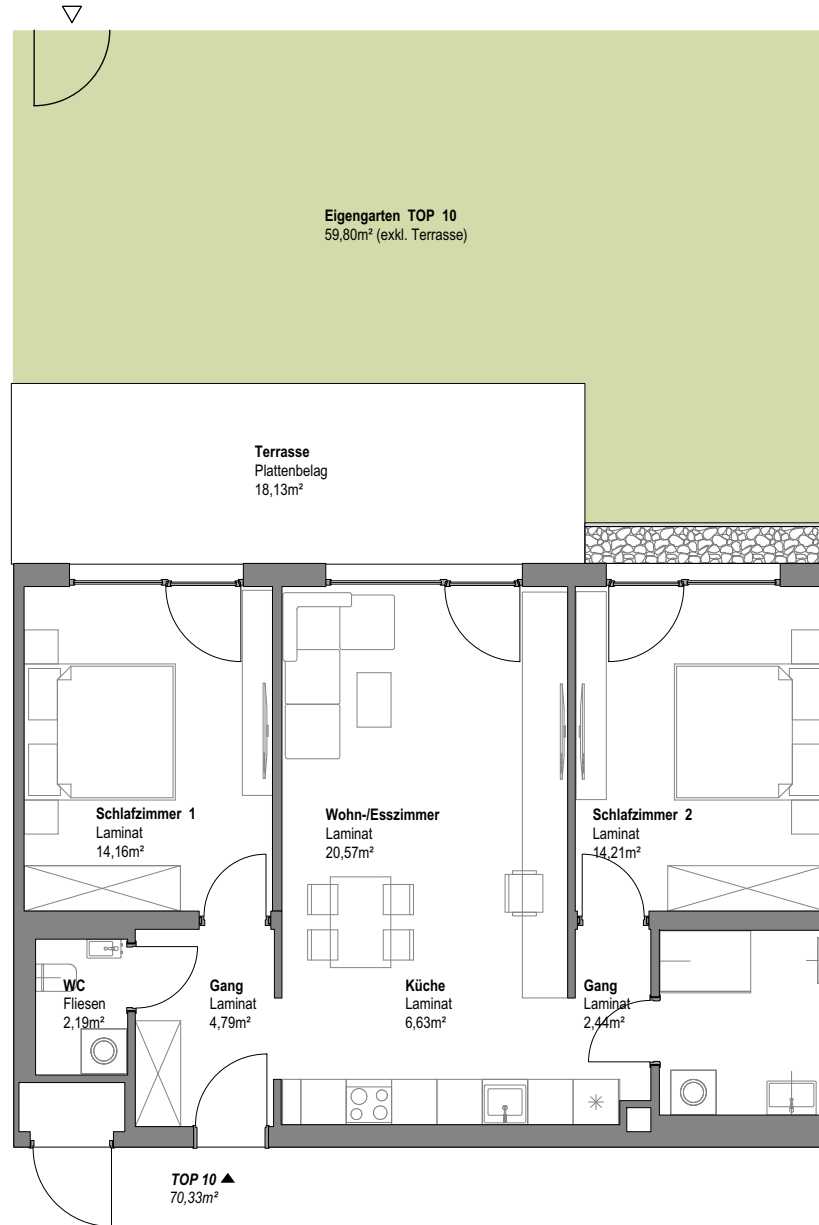 Eigengarten TOP 10
59,80m² (exkl. Terrasse)
Terrasse
Plattenbelag
18,13m²
Schlafzimmer 1
Laminat
14,16m²
Wohn-/Esszimmer
Laminat
20,57m²
Schlafzimmer 2
Laminat
14,21m²
WC
Fliesen
2,19m²
Gang
Laminat
4,79m²
Küche
Laminat
6,63m²
Gang
Laminat
2,44m²
TOP 10
70,33m²